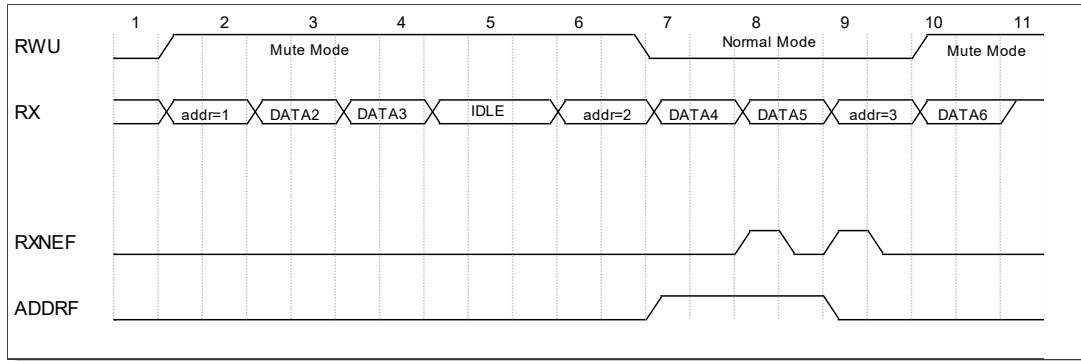 1 2 3 4 5 6 7 8 9 10 11
RWU Mute Mode Normal Mode Mute Mode
RX addr=1 DATA2 DATA3 IDLE addr=2 DATA4 DATA5 addr=3 DATA6
RXNEF
ADDRF